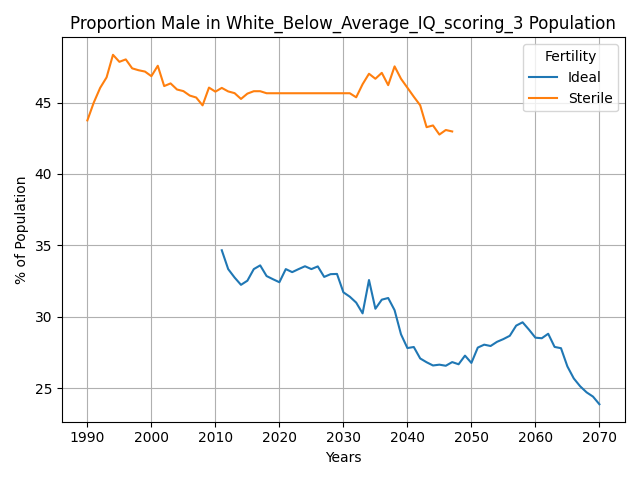 Proportion Male in White_Below_Average_IQ_scoring_3 Population
Fertility
Ideal
Sterile
% of Population
45
40
35
30
25
1990 2000 2010 2020 2030 2040 2050 2060 2070
Years